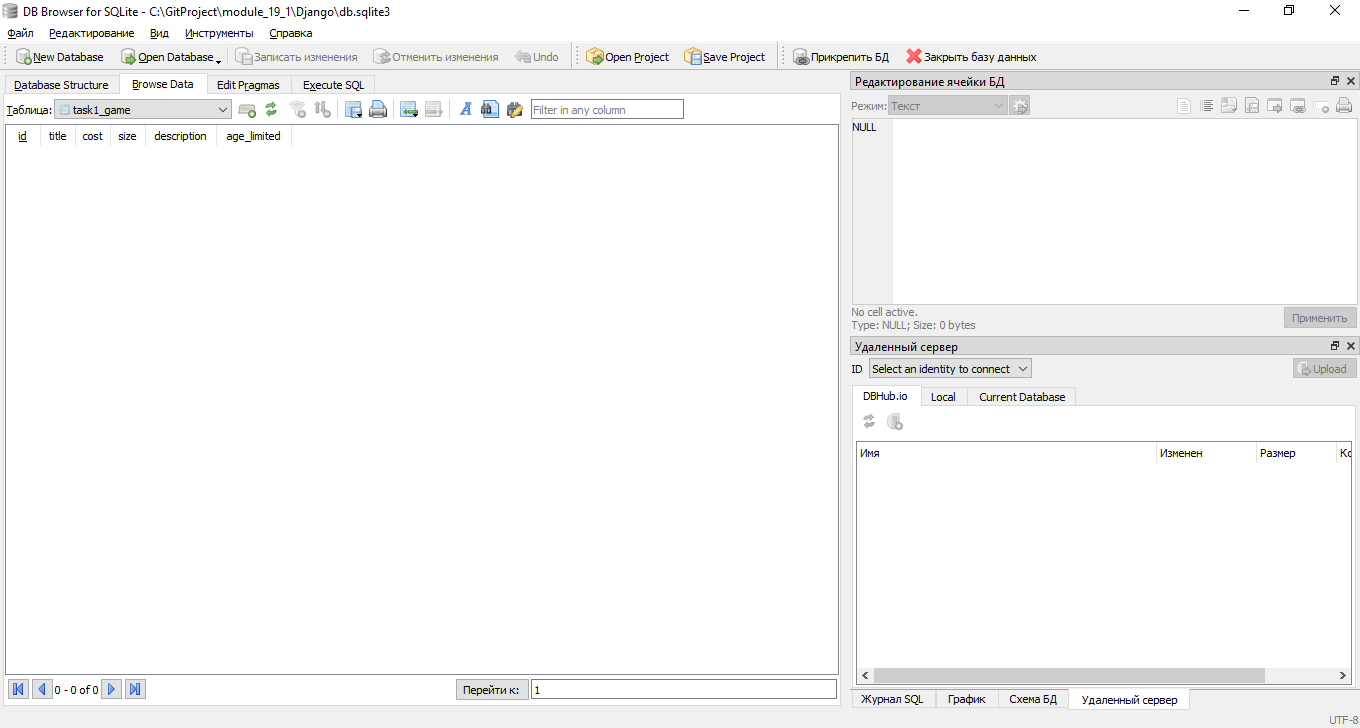 DB Browser for SQLite - C:\GitProject\module_19_1\Django\db.sqlite3
Файл Редактирование Вид Инструменты Справка
New Database Open Database Записать изменения Отменить изменения Undo Open Project Save Project Прикрепить БД Закрыть базу данных
Database Structure Browse Data Edit Pragmas Execute SQL
Таблица: task1_game Filter in any column
id title cost size description age_limited
0 - 0 of 0 Перейти к: 1
Редактирование ячейки БД
Режим: Текст
NULL
No cell active.
Type: NULL; Size: 0 bytes
Применить
Удаленный сервер
ID Select an identity to connect Upload
DBHub.io Local Current Database
Имя Изменен Размер Ко
Журнал SQL График Схема БД Удаленный сервер
UTF-8